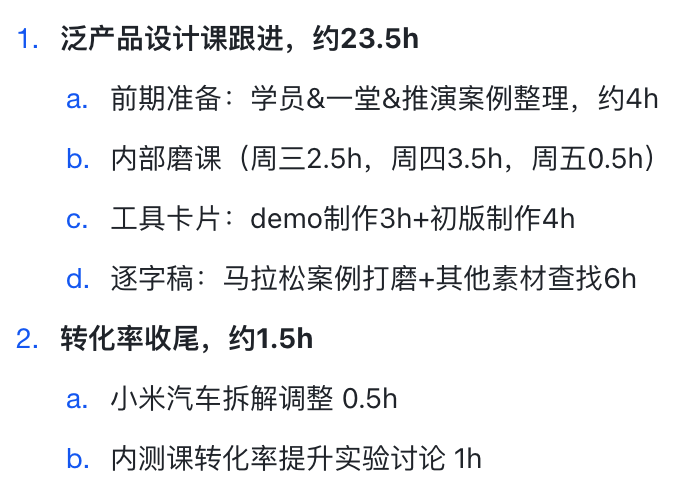 1. 泛产品设计课跟进，约23.5h
a. 前期准备：学员&一堂&推演案例整理，约4h
b. 内部磨课（周三2.5h，周四3.5h，周五0.5h）
c. 工具卡片：demo制作3h+初版制作4h
d. 逐字稿：马拉松案例打磨+其他素材查找6h
2. 转化率收尾，约1.5h
a. 小米汽车拆解调整 0.5h
b. 内测课转化率提升实验讨论 1h